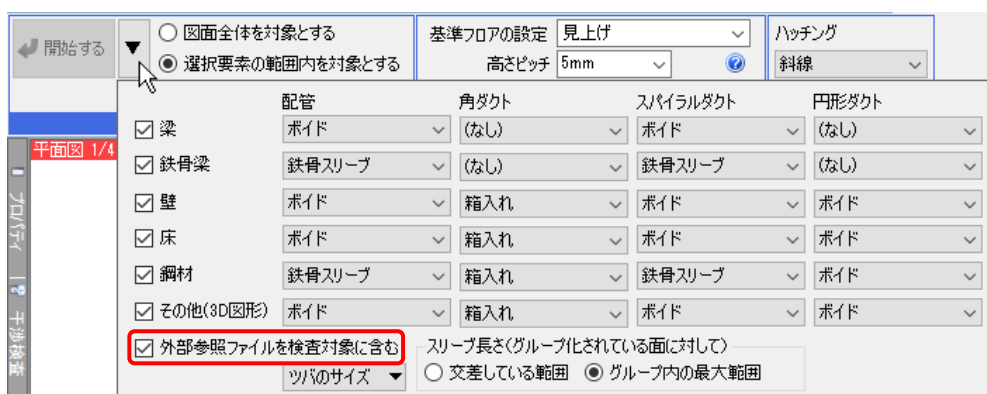 開始する
図面全体を対象とする
選択要素の範囲内を対象とする
基準フロアの設定 見上げ
高さピッチ 5mm
ハッチング
斜線
配管 角ダクト スパイラルダクト 円形ダクト
梁 ボイド (なし) ボイド (なし)
鉄骨梁 鉄骨スリーブ (なし) 鉄骨スリーブ (なし)
壁 ボイド 箱入れ ボイド ボイド
床 ボイド 箱入れ ボイド ボイド
鋼材 鉄骨スリーブ 箱入れ 鉄骨スリーブ ボイド
その他(3D図形) ボイド 箱入れ ボイド ボイド
外部参照ファイルを検査対象に含む
スリーブ長さ(グループ化されている面に対して)
ツバのサイズ
交差している範囲 グループ内の最大範囲
平面図 1/4
プロパティ
干渉検査